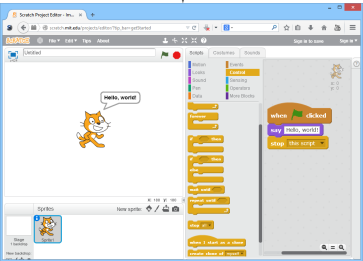 Scratch Project Editor - Im...
scratch.mit.edu/projects/editor/?tip_bar=getStarted
SCRATCH File Edit Tips About Sign in to save Sign in
Untitled
Scripts Costumes Sounds
Motion Events
Looks Control
Sound Sensing
Pen Operators
Data More Blocks
Hello, world!
forever
if then
if then
else
wait until
repeat until
stop
when I start as a clone
create clone of myself
when clicked
say Hello, world!
stop this script
Sprites New sprite:
Stage
1 backdrop
New backdrop:
Sprite1